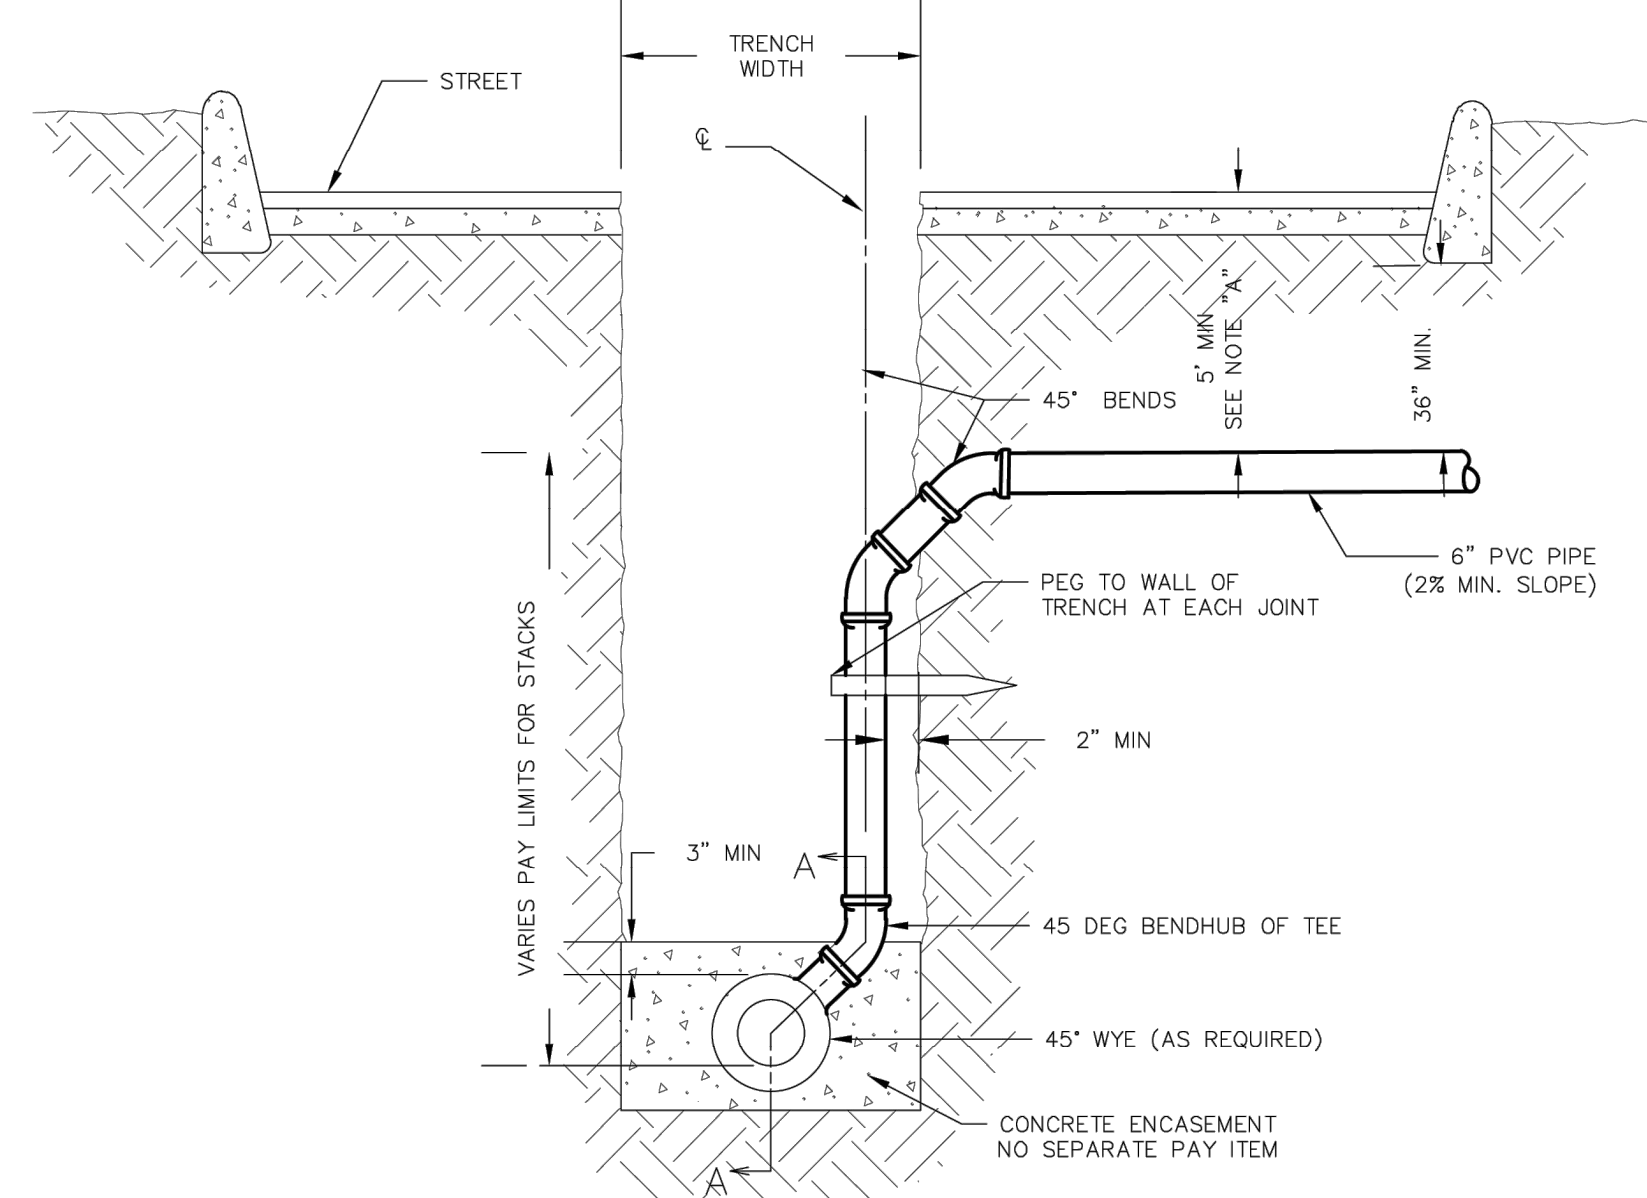 TRENCH
WIDTH
STREET
℄
5' MIN
SEE NOTE "A"
36" MIN.
45° BENDS
6" PVC PIPE
(2% MIN. SLOPE)
PEG TO WALL OF
TRENCH AT EACH JOINT
VARIES PAY LIMITS FOR STACKS
2" MIN
3" MIN
A
45 DEG BENDHUB OF TEE
45° WYE (AS REQUIRED)
CONCRETE ENCASEMENT
NO SEPARATE PAY ITEM
A